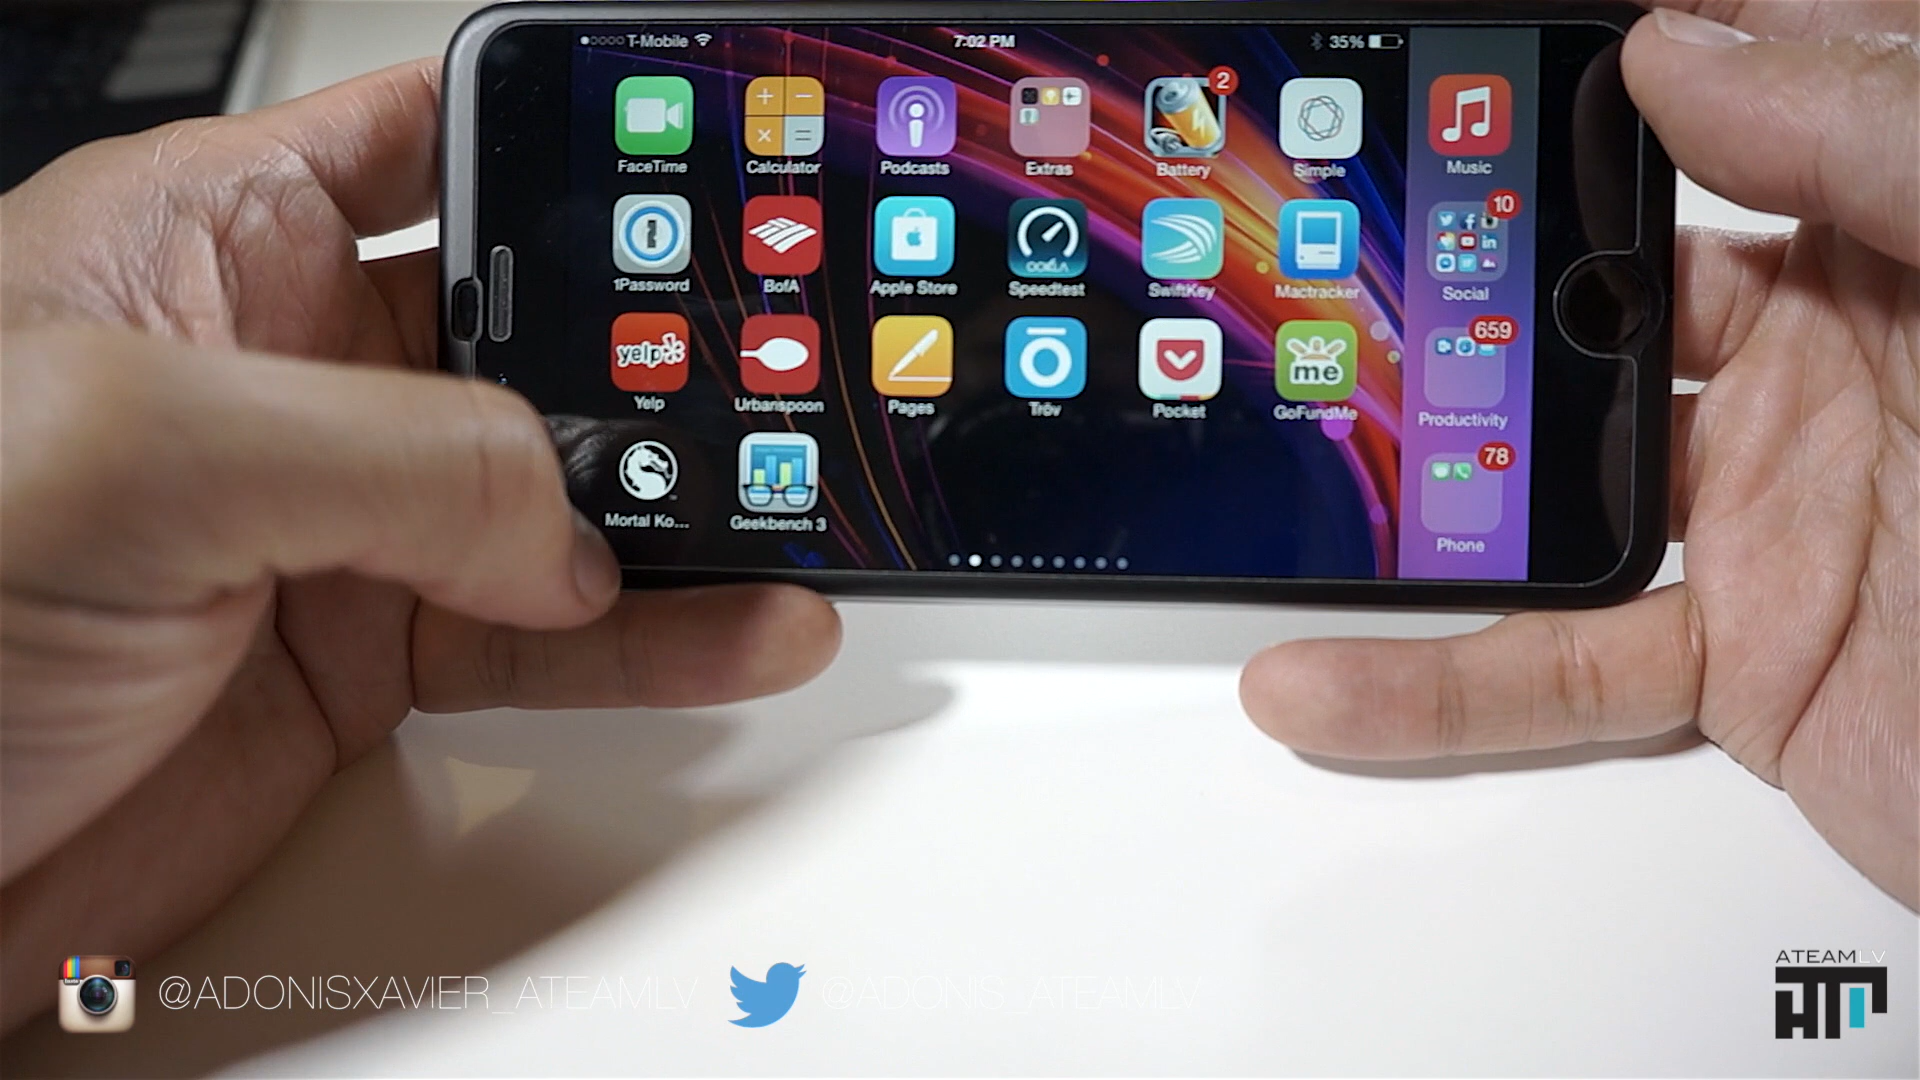 T-Mobile 7:02 PM 35%
FaceTime Calculator Podcasts Extras Battery 2 Simple Music
1Password BofA Apple Store OOKLA Speedtest SwiftKey Mactracker 10 Social
yelp Yelp Urbanspoon Pages Trōv Pocket me GoFundMe 659 Productivity
Mortal Ko... Geekbench 3 78 Phone
@ADONISXAVIER_ATEAMLV @ADONIS_ATEAMLV
ATEAMLV